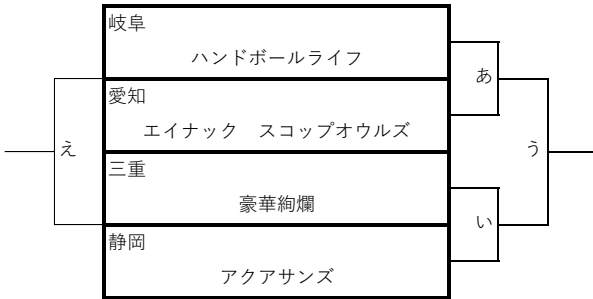 岐阜
ハンドボールライフ
あ
愛知
エイナック　スコップオウルズ
え
う
三重
豪華絢爛
い
静岡
アクアサンズ